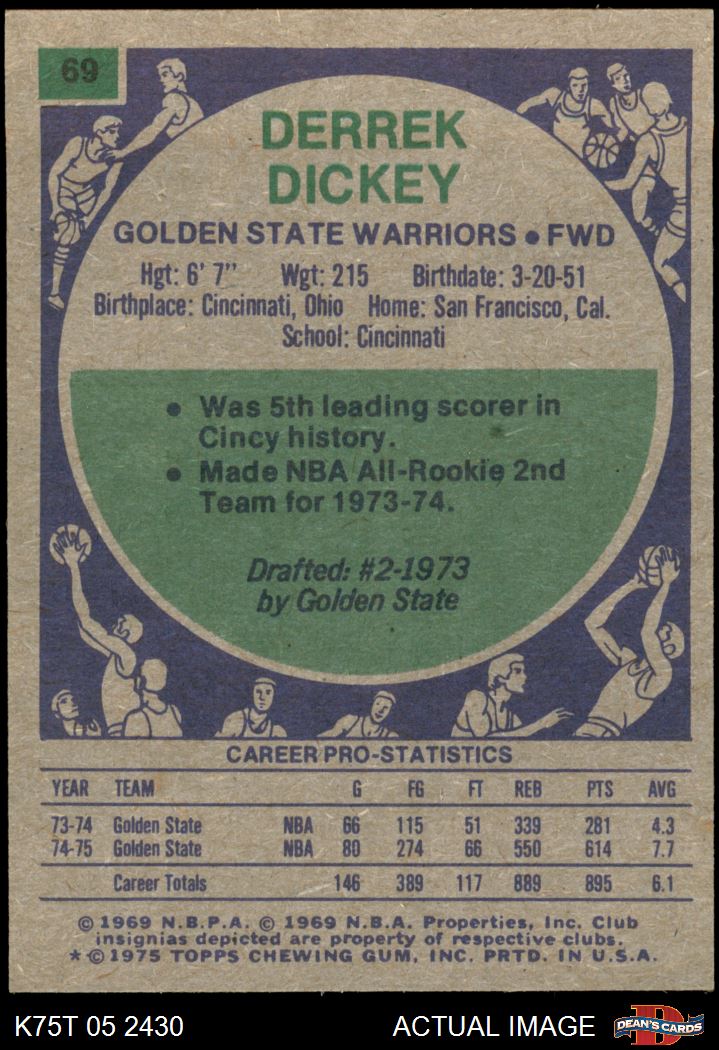 69
DERREK
DICKEY
GOLDEN STATE WARRIORS • FWD
Hgt: 6' 7" Wgt: 215 Birthdate: 3-20-51
Birthplace: Cincinnati, Ohio Home: San Francisco, Cal.
School: Cincinnati
• Was 5th leading scorer in
Cincy history.
• Made NBA All-Rookie 2nd
Team for 1973-74.
Drafted: #2-1973
by Golden State
CAREER PRO-STATISTICS
YEAR TEAM G FG FT REB PTS AVG
73-74 Golden State NBA 66 115 51 339 281 4.3
74-75 Golden State NBA 80 274 66 550 614 7.7
Career Totals 146 389 117 889 895 6.1
© 1969 N.B.P.A. © 1969 N.B.A. Properties, Inc. Club
insignias depicted are property of respective clubs.
* © 1975 TOPPS CHEWING GUM, INC. PRTD. IN U.S.A.
K75T 05 2430 ACTUAL IMAGE D DEAN'S CARDS